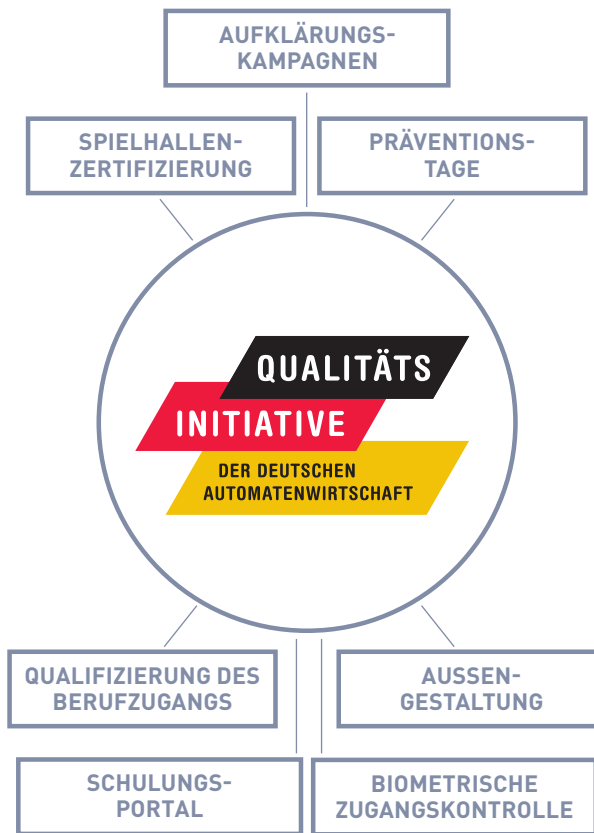 AUFKLÄRUNGS-
KAMPAGNEN
SPIELHALLEN-
ZERTIFIZIERUNG
PRÄVENTIONS-
TAGE
QUALITÄTS
INITIATIVE
DER DEUTSCHEN
AUTOMATENWIRTSCHAFT
QUALIFIZIERUNG DES
BERUFZUGANGS
AUSSEN-
GESTALTUNG
SCHULUNGS-
PORTAL
BIOMETRISCHE
ZUGANGSKONTROLLE